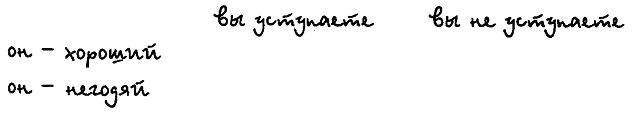 вы уступаете вы не уступаете
он – хороший
он – негодяй